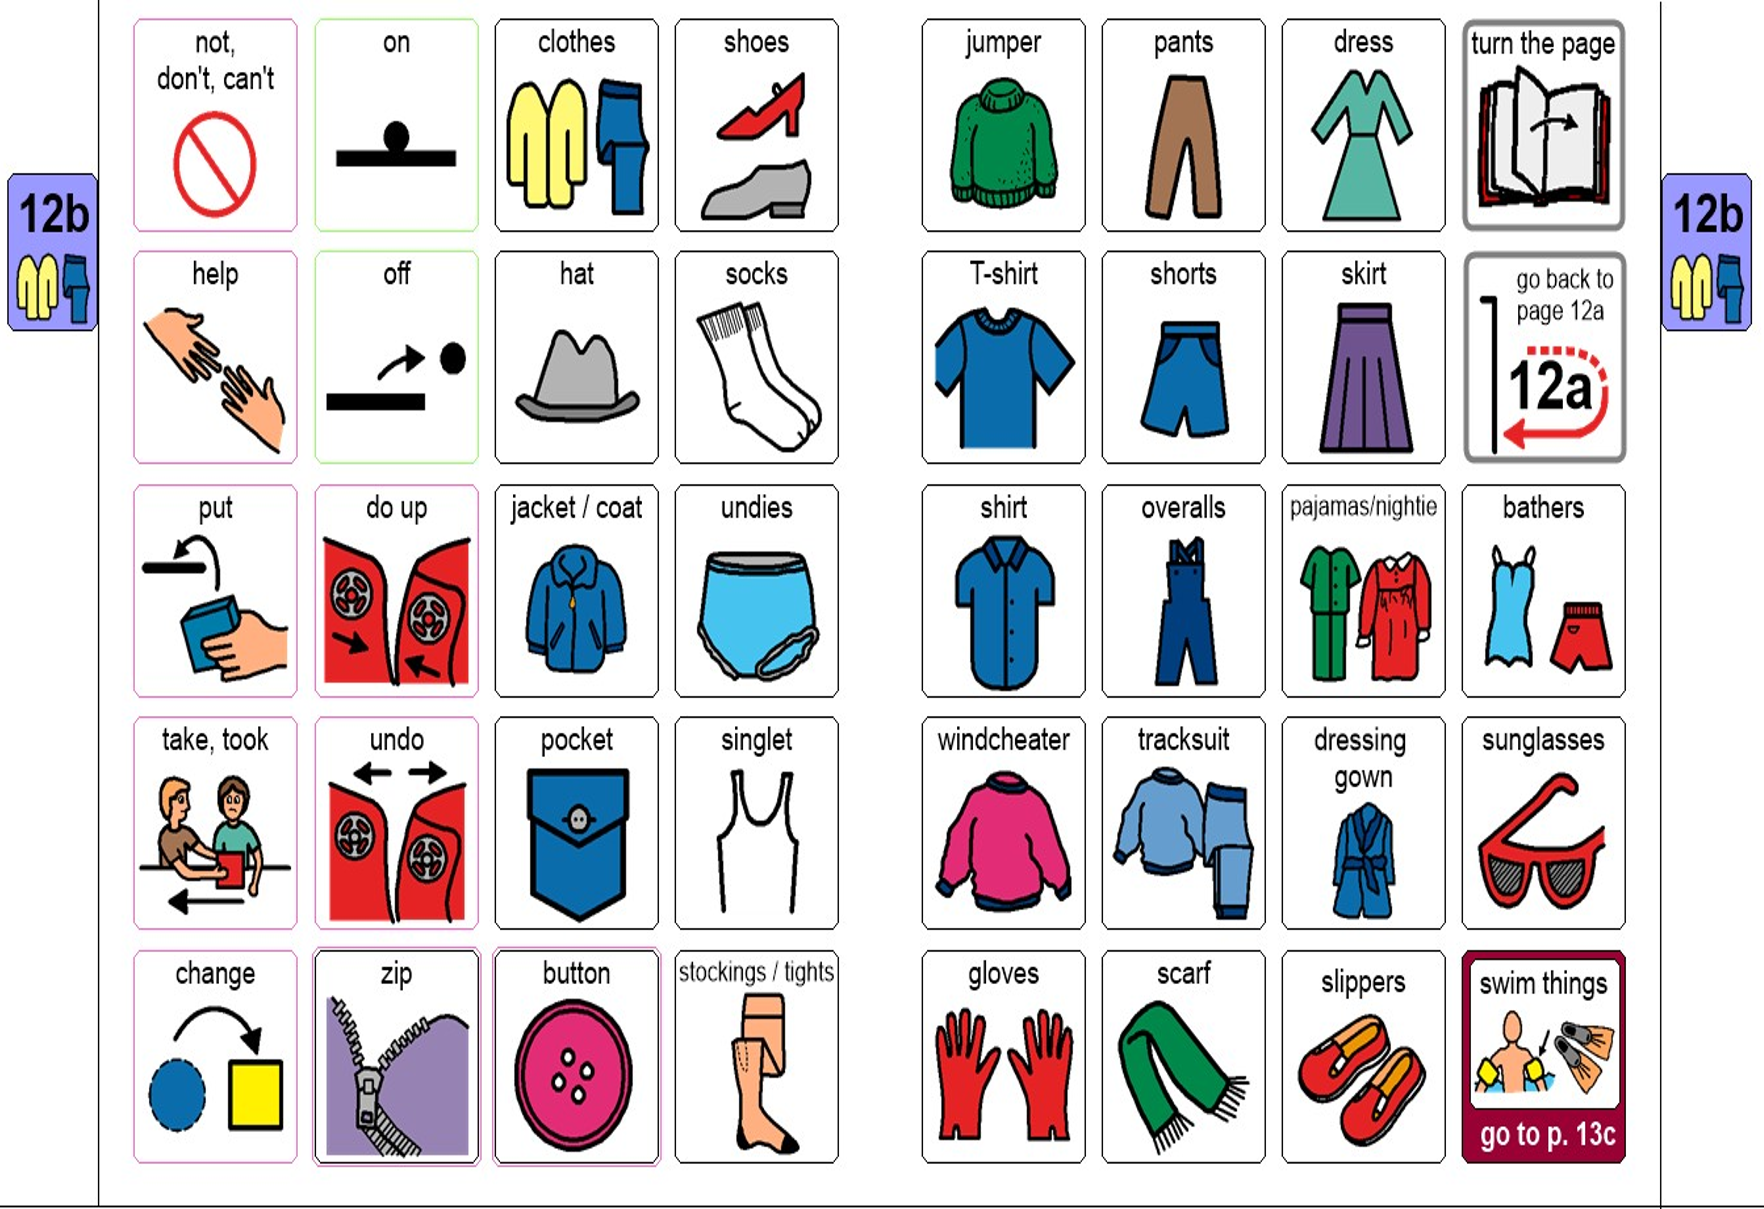 12b
not,
don't, can't
on
clothes
shoes
jumper
pants
dress
turn the page
12b
help
off
hat
socks
T-shirt
shorts
skirt
go back to
page 12a
12a
put
do up
jacket / coat
undies
shirt
overalls
pajamas/nightie
bathers
take, took
undo
pocket
singlet
windcheater
tracksuit
dressing
gown
sunglasses
change
zip
button
stockings / tights
gloves
scarf
slippers
swim things
go to p. 13c